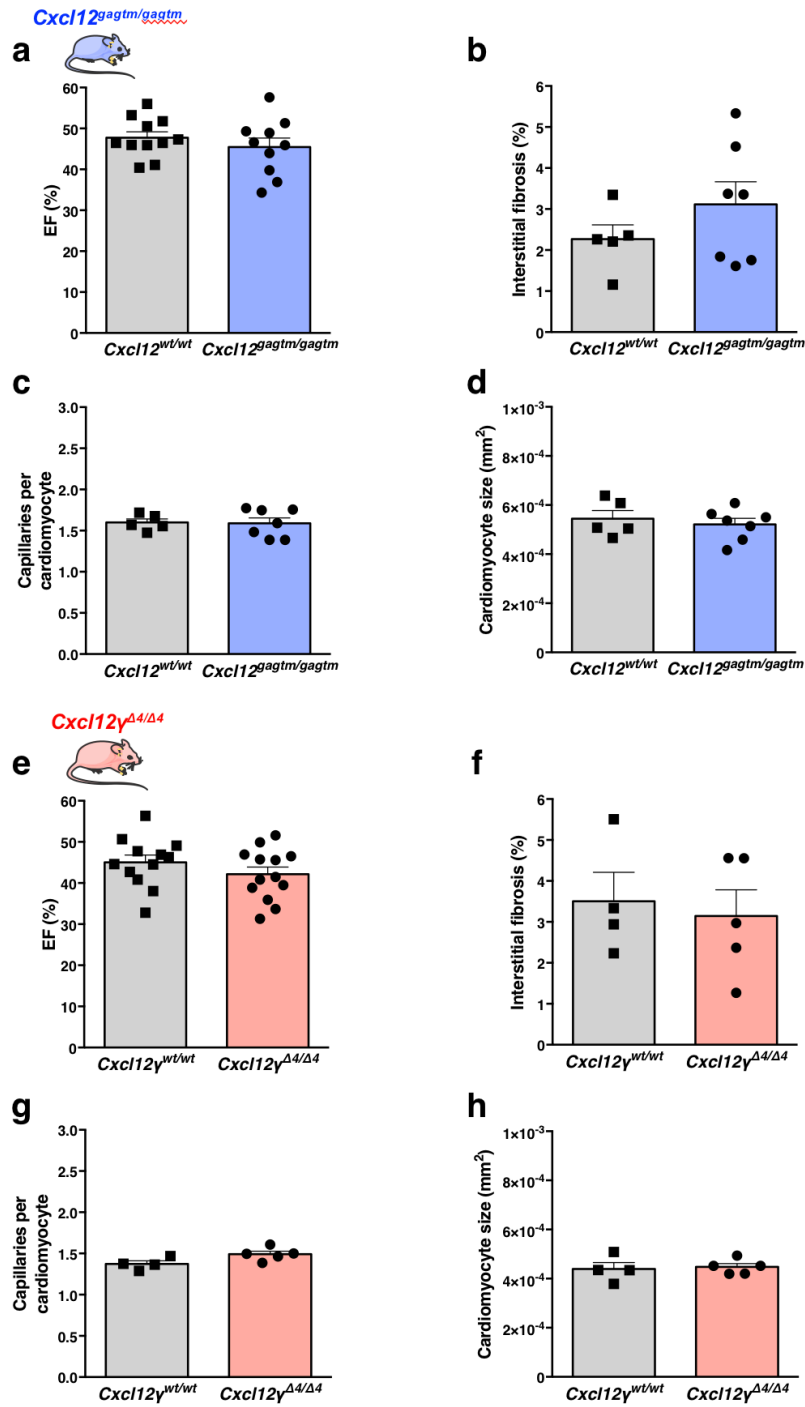 Cxcl12gagtm/gagtm
a
60
50
40
30
20
10
0
EF (%)
Cxcl12wt/wt
Cxcl12gagtm/gagtm
b
6
5
4
3
2
1
0
Interstitial fibrosis (%)
Cxcl12wt/wt
Cxcl12gagtm/gagtm
c
3.0
2.5
2.0
1.5
1.0
0.5
0.0
Capillaries per
cardiomyocyte
Cxcl12wt/wt
Cxcl12gagtm/gagtm
d
1×10-3
8×10-4
6×10-4
4×10-4
2×10-4
0
Cardiomyocyte size (mm2)
Cxcl12wt/wt
Cxcl12gagtm/gagtm
Cxcl12γΔ4/Δ4
e
60
50
40
30
20
10
0
EF (%)
Cxcl12γwt/wt
Cxcl12γΔ4/Δ4
f
6
5
4
3
2
1
0
Interstitial fibrosis (%)
Cxcl12γwt/wt
Cxcl12γΔ4/Δ4
g
3.0
2.5
2.0
1.5
1.0
0.5
0.0
Capillaries per
cardiomyocyte
Cxcl12γwt/wt
Cxcl12γΔ4/Δ4
h
1×10-3
8×10-4
6×10-4
4×10-4
2×10-4
0
Cardiomyocyte size (mm2)
Cxcl12γwt/wt
Cxcl12γΔ4/Δ4